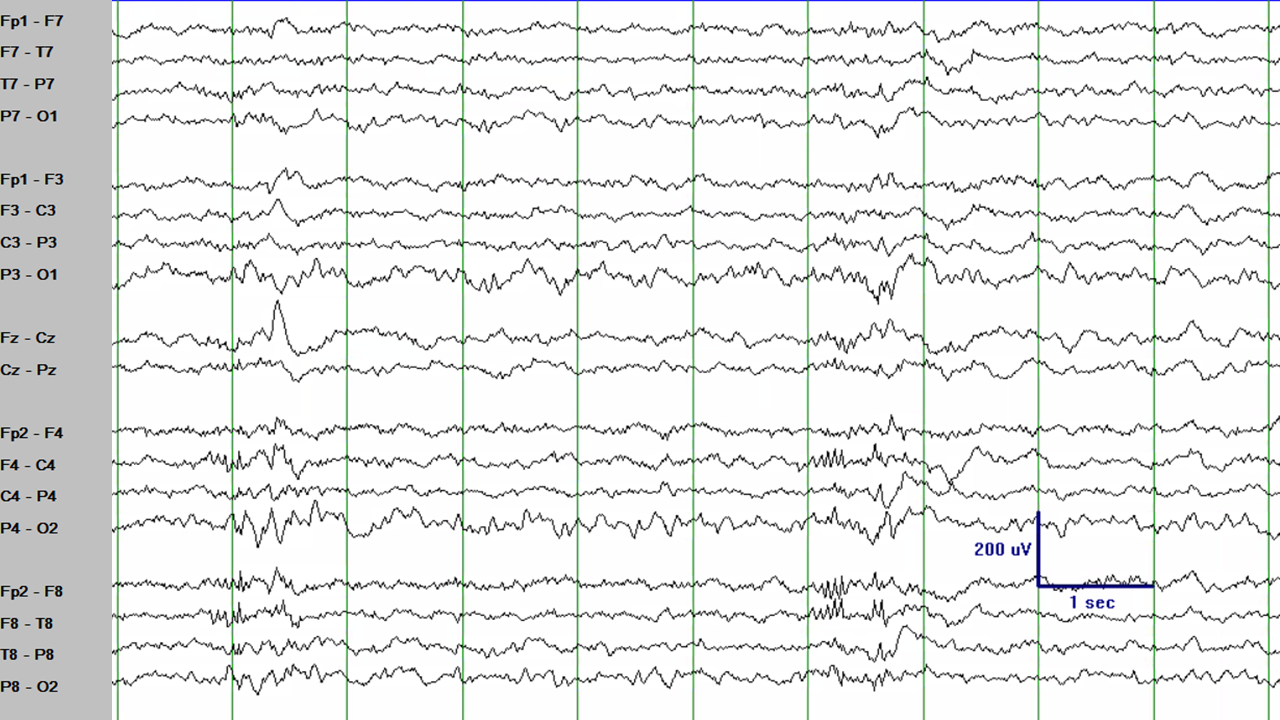 Fp1 - F7
F7 - T7
T7 - P7
P7 - O1
Fp1 - F3
F3 - C3
C3 - P3
P3 - O1
Fz - Cz
Cz - Pz
Fp2 - F4
F4 - C4
C4 - P4
P4 - O2
200 uV
Fp2 - F8
1 sec
F8 - T8
T8 - P8
P8 - O2